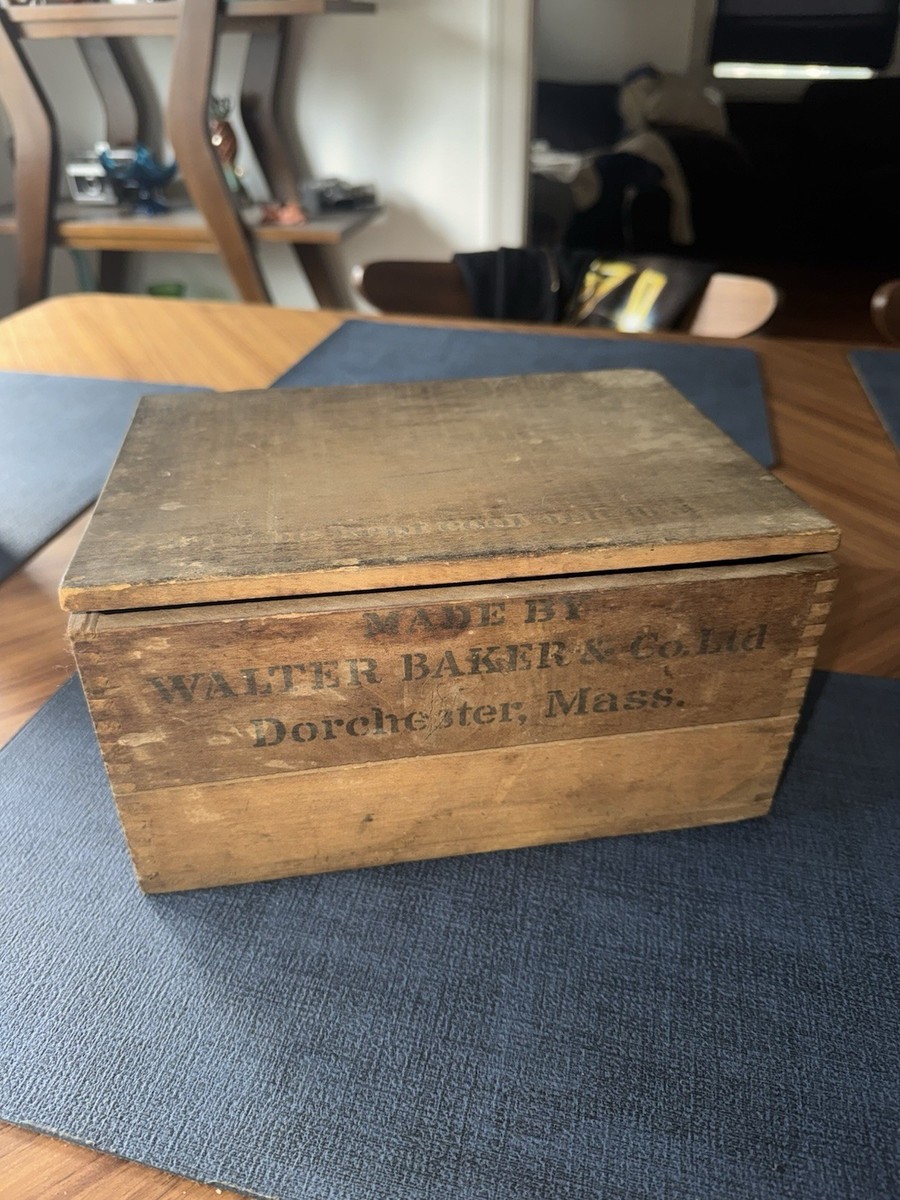 MADE BY
WALTER BAKER & Co. Ltd
Dorchester, Mass.